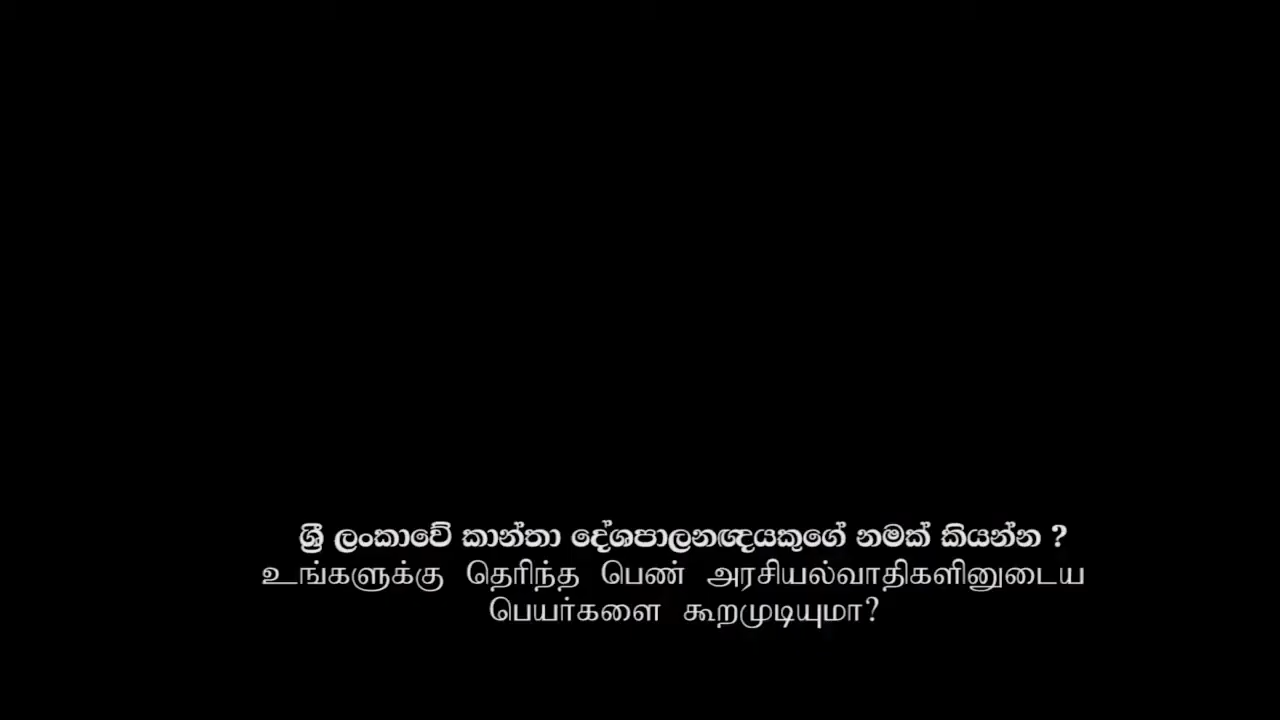 ශ්‍රී ලංකාවේ කාන්තා දේශපාලනඥයකුගේ නමක් කියන්න ?
உங்களுக்கு தெரிந்த பெண் அரசியல்வாதிகளினுடைய
பெயர்களை கூறமுடியுமா?